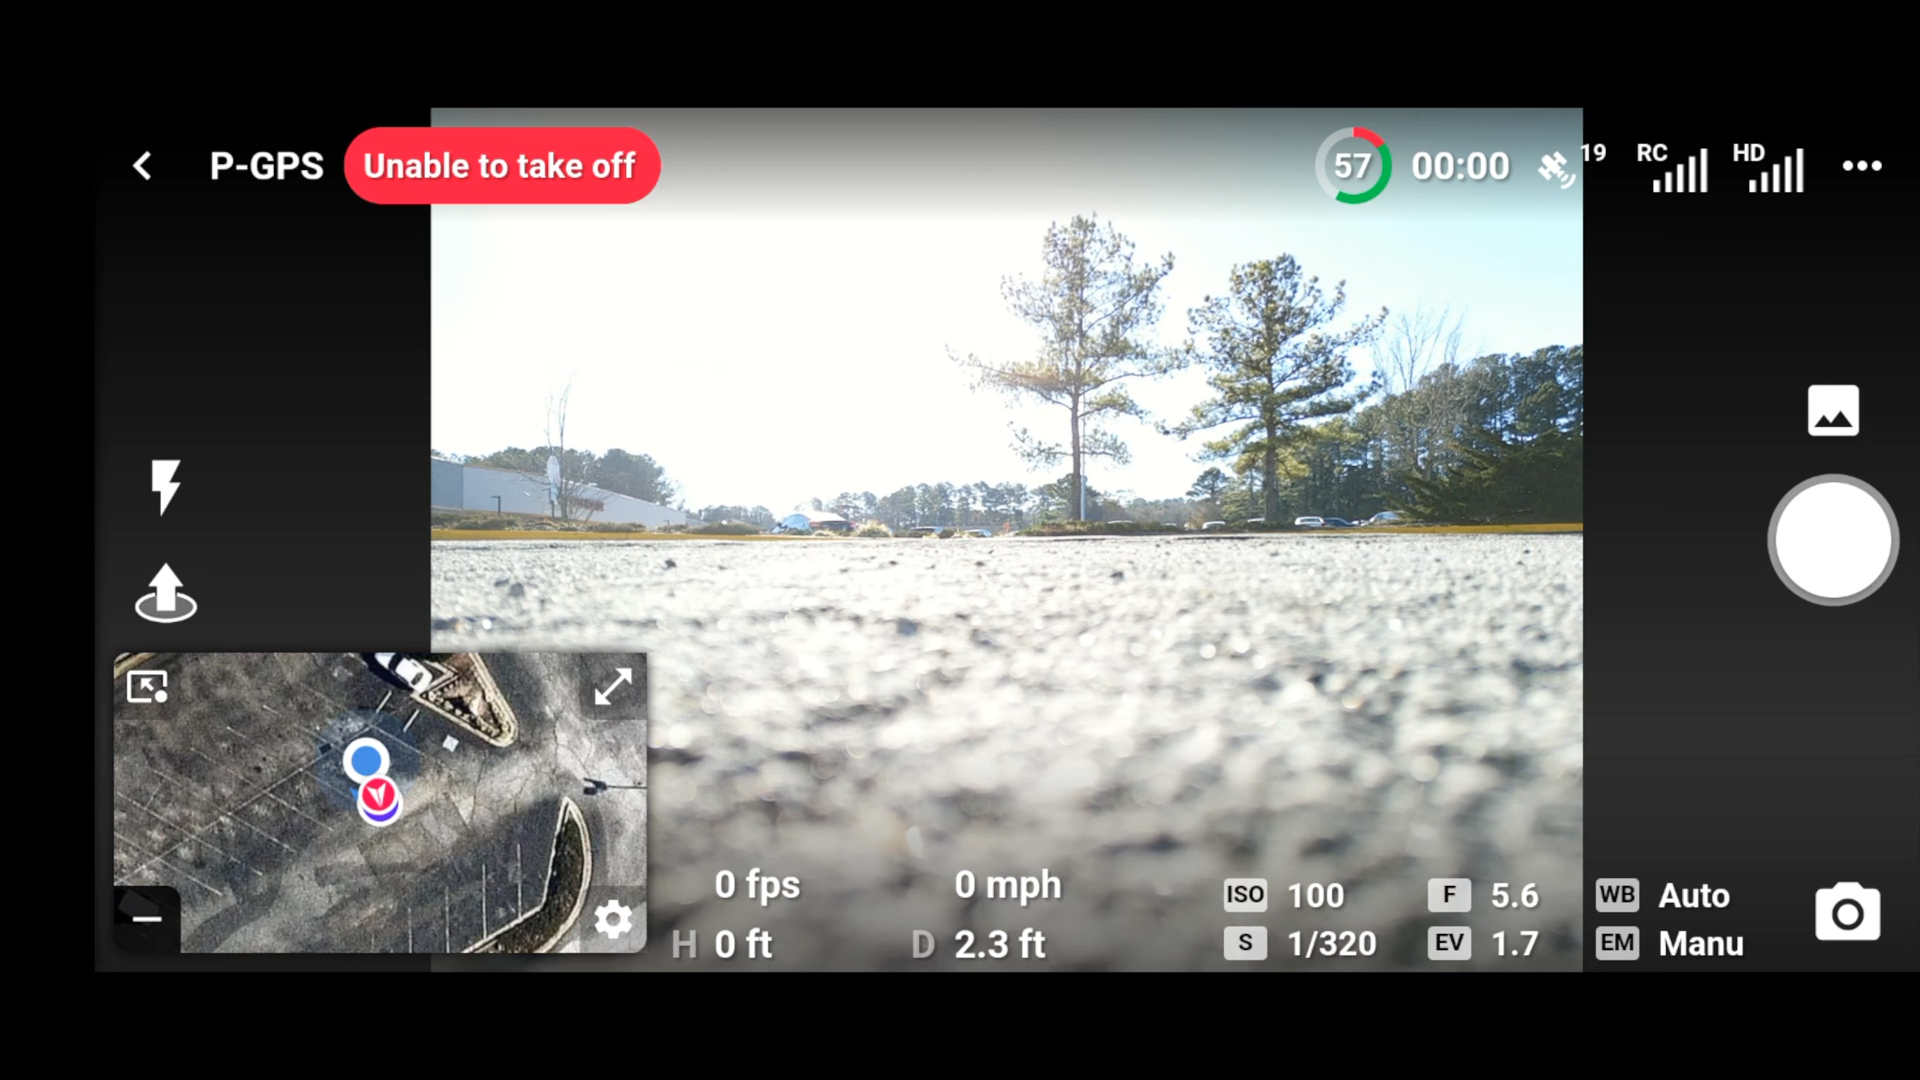 P-GPS Unable to take off 57 00:00 19 RC HD
0 fps 0 mph ISO 100 F 5.6 WB Auto
H 0 ft D 2.3 ft S 1/320 EV 1.7 EM Manu